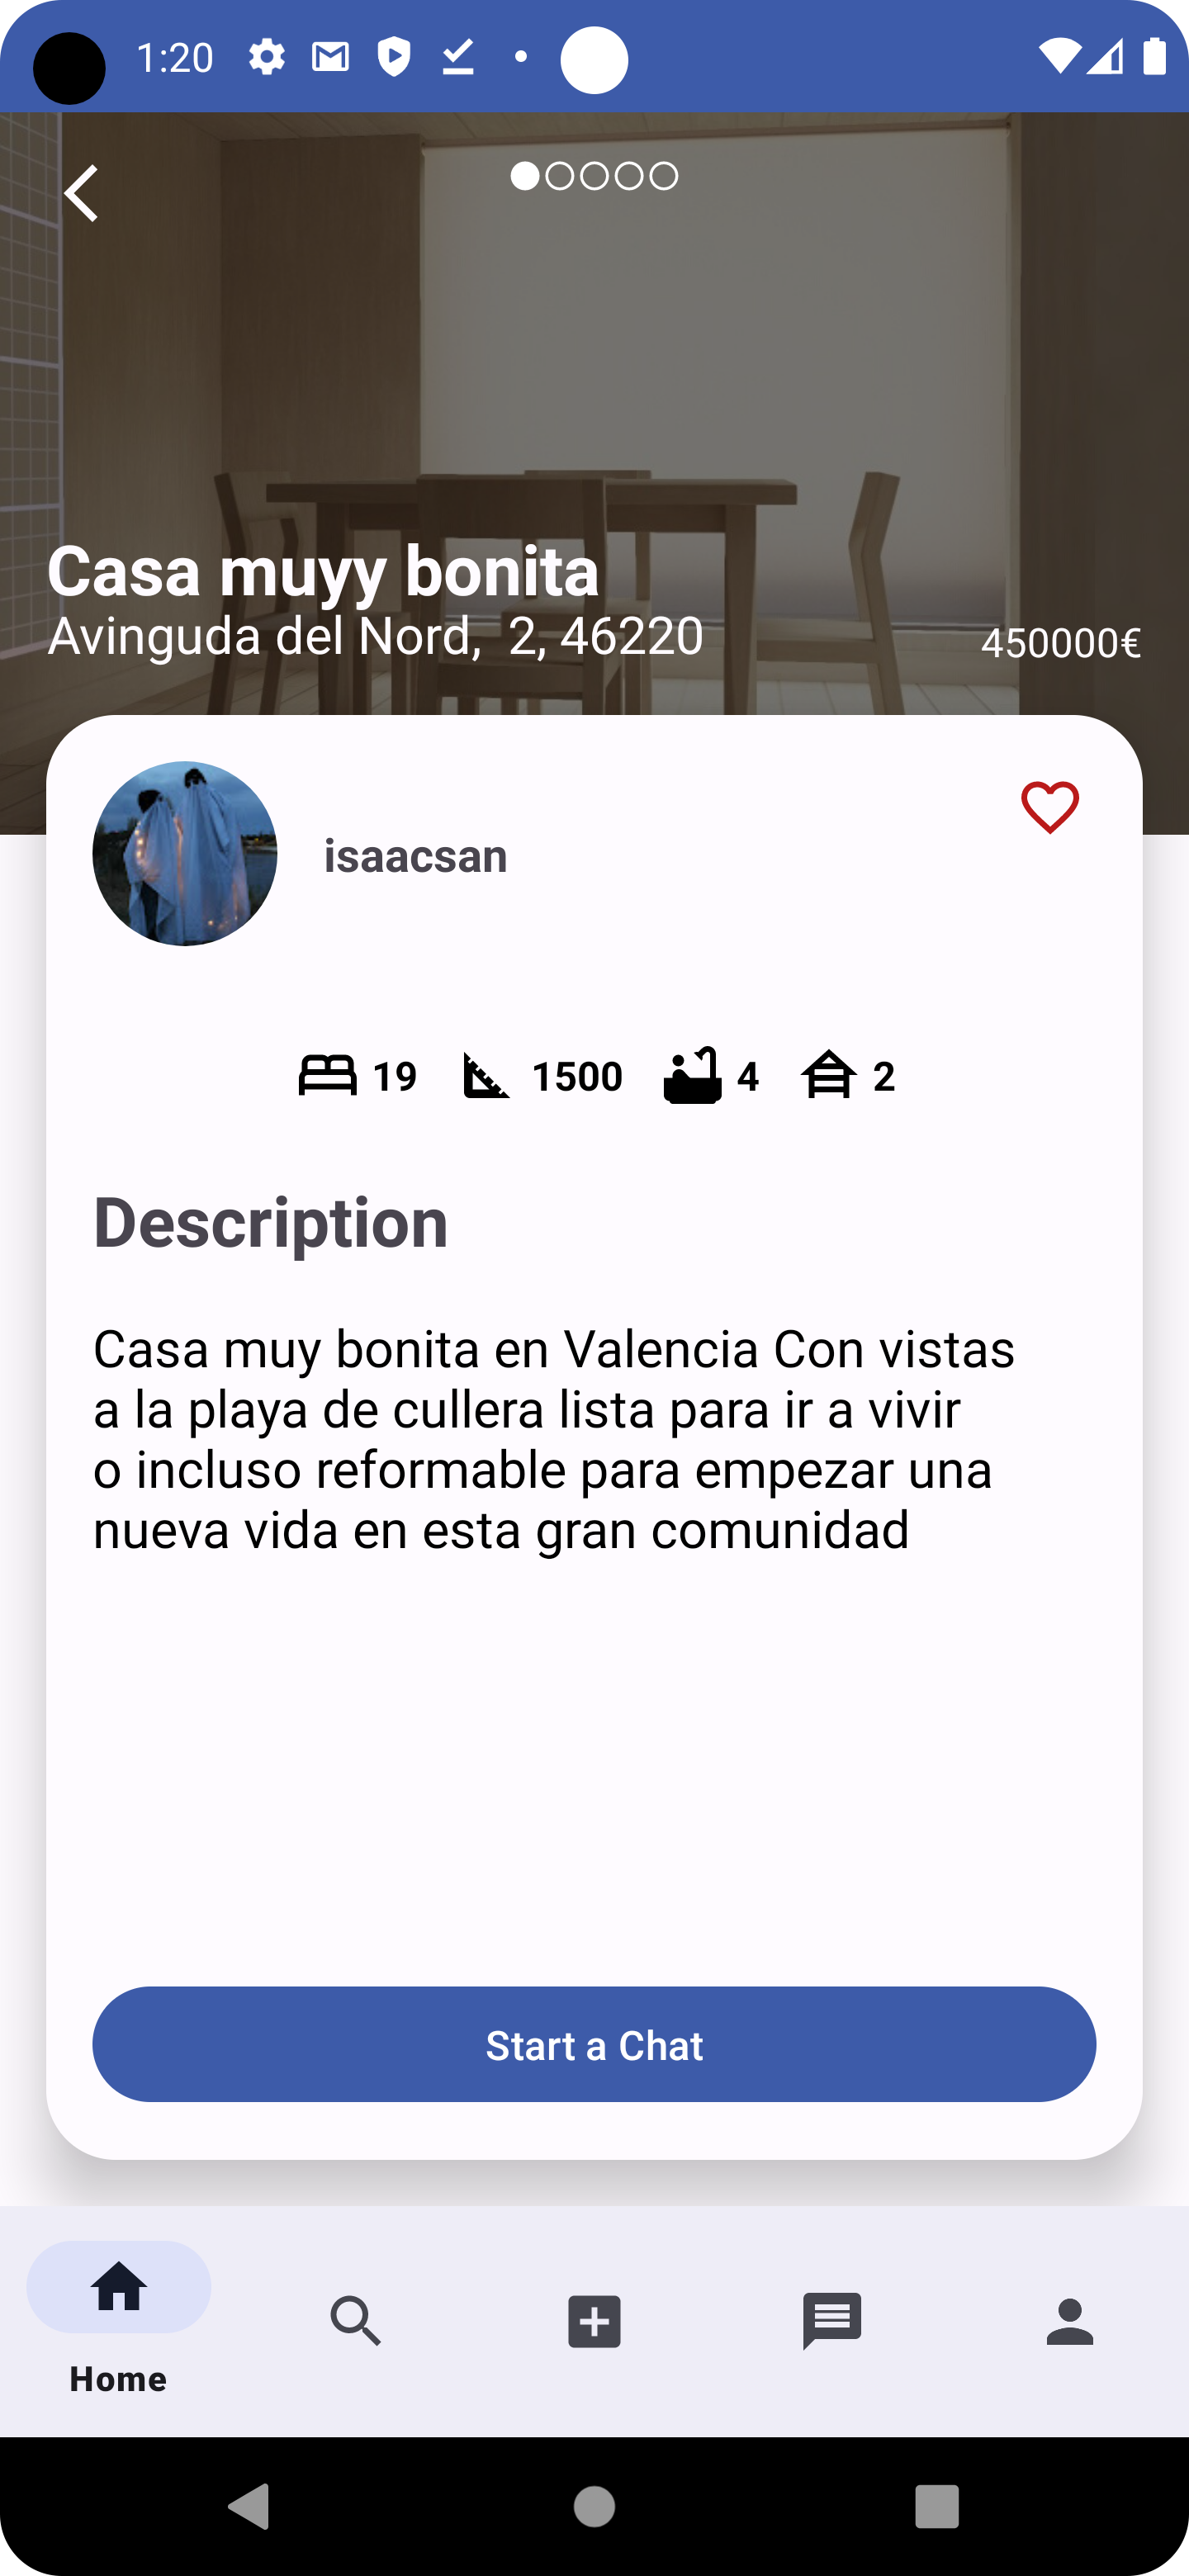 1:20
Casa muyy bonita
Avinguda del Nord,  2, 46220
450000€
isaacsan
19 1500 4 2
Description
Casa muy bonita en Valencia Con vistas
a la playa de cullera lista para ir a vivir
o incluso reformable para empezar una
nueva vida en esta gran comunidad
Start a Chat
Home